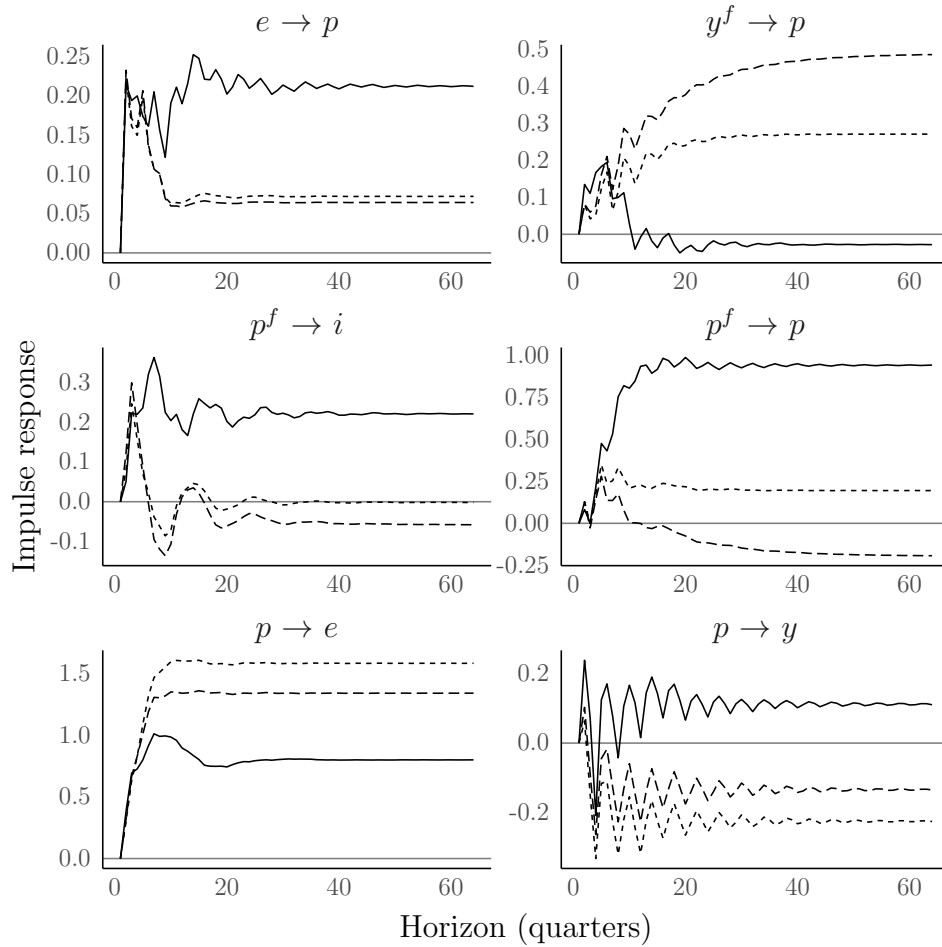 e → p
0.25
0.20
0.15
0.10
0.05
0.00
0 20 40 60
y^f → p
0.5
0.4
0.3
0.2
0.1
0.0
0 20 40 60
p^f → i
0.3
0.2
0.1
0.0
-0.1
0 20 40 60
p^f → p
1.00
0.75
0.50
0.25
0.00
-0.25
0 20 40 60
p → e
1.5
1.0
0.5
0.0
0 20 40 60
p → y
0.2
0.0
-0.2
0 20 40 60
Impulse response
Horizon (quarters)